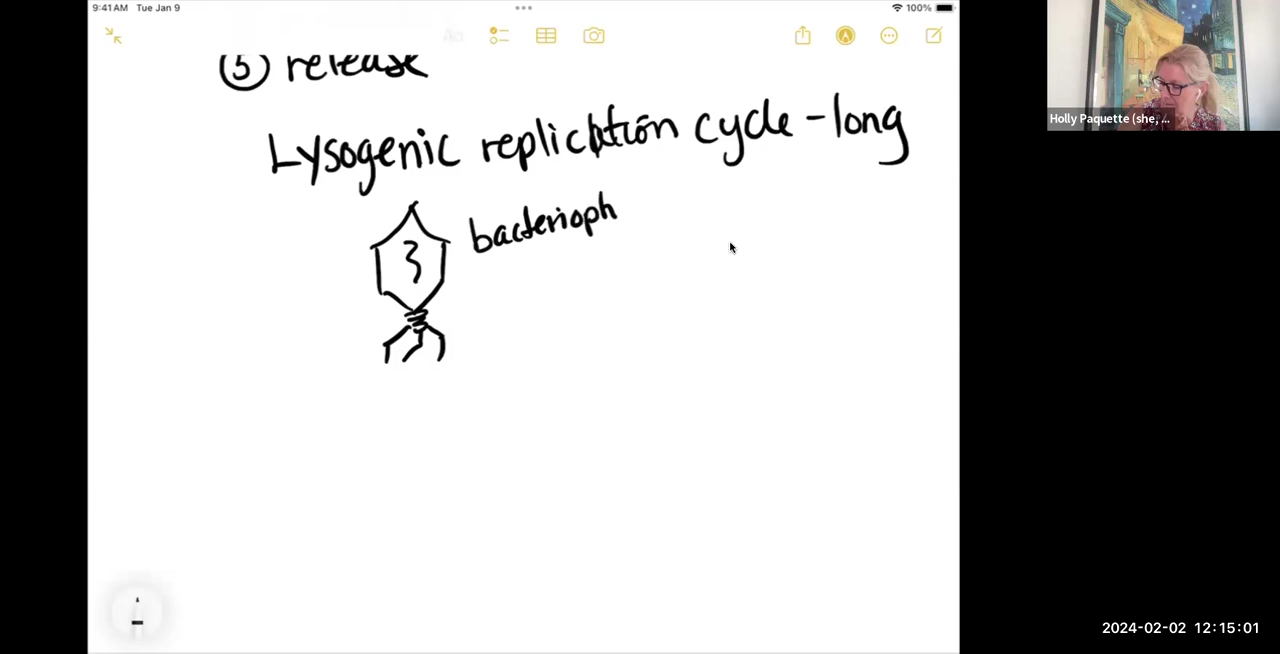 9:41 AM Tue Jan 9
100%
Aa
⑤ release
Lysogenic replication cycle - long
bacterioph
Holly Paquette (she, ...
2024-02-02 12:15:01